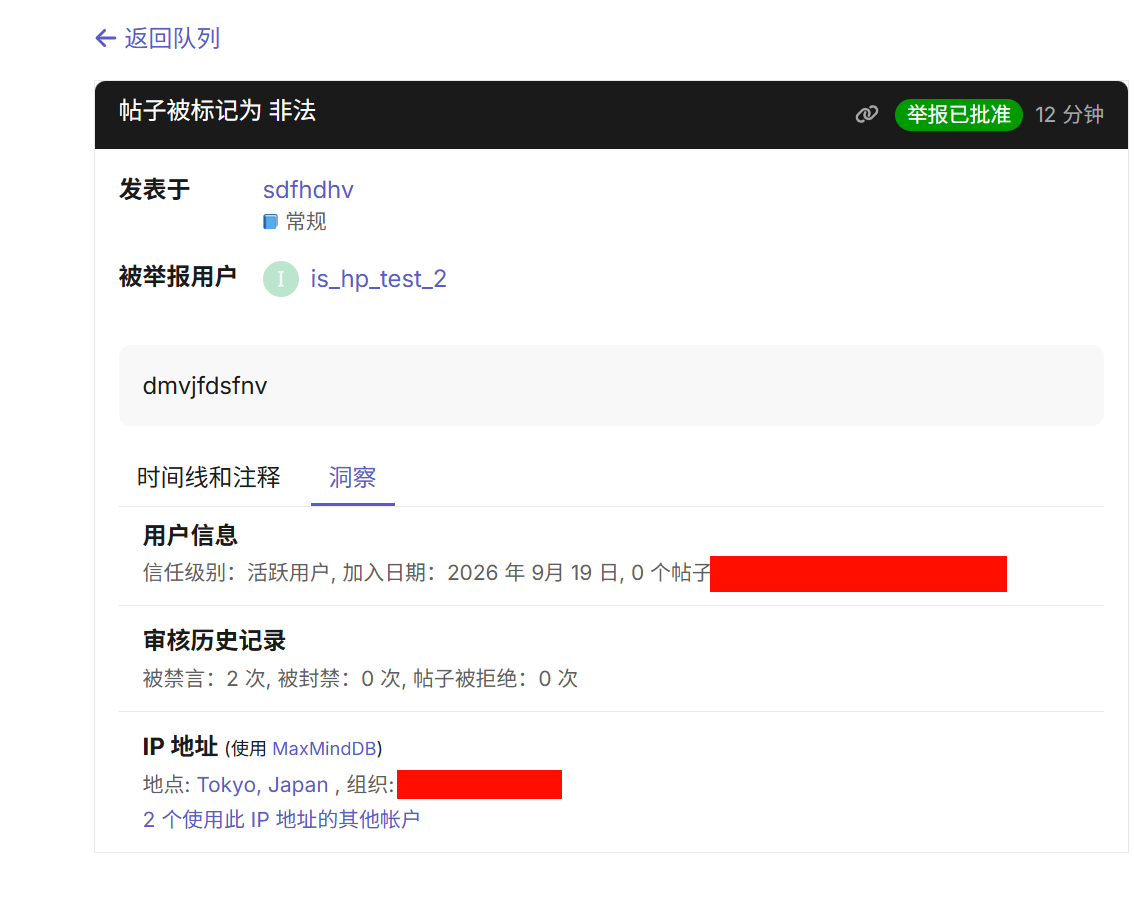 ← 返回队列
帖子被标记为 非法
举报已批准 12 分钟
发表于 sdfhdhv
常规
被举报用户 I is_hp_test_2
dmvjfdsfnv
时间线和注释 洞察
用户信息
信任级别：活跃用户, 加入日期：2026 年 9月 19 日, 0 个帖子
审核历史记录
被禁言：2 次, 被封禁：0 次, 帖子被拒绝：0 次
IP 地址 (使用 MaxMindDB)
地点: Tokyo, Japan , 组织:
2 个使用此 IP 地址的其他帐户